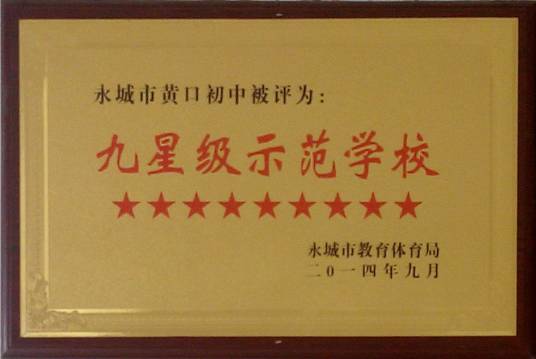 永城市黄口初中被评为:
九星级示范学校
★★★★★★★★★
永城市教育体育局
二0一四年九月